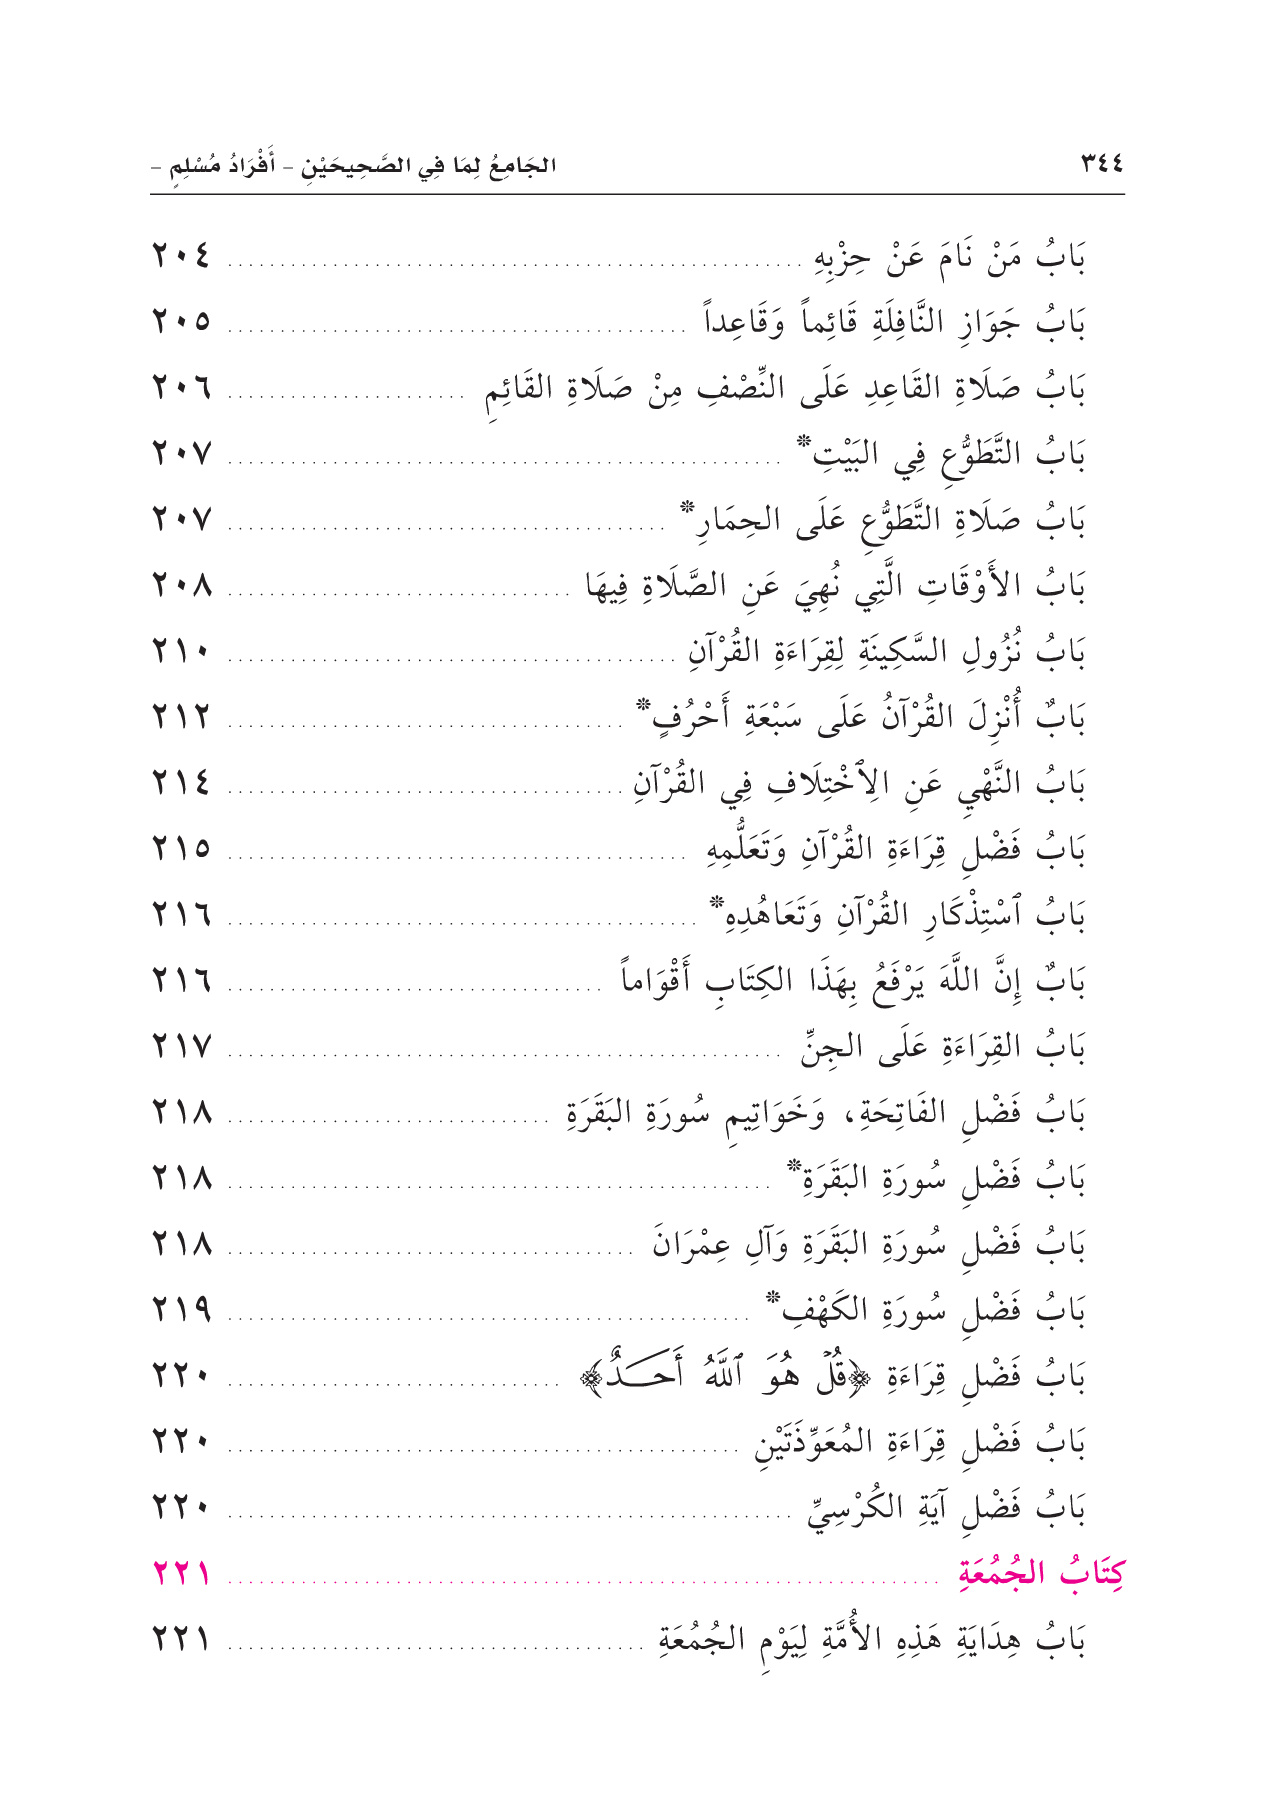 ٣٤٤ الجَامِعُ لِمَا فِي الصَّحِيحَيْنِ – أَفْرَادُ مُسْلِمٍ –
بَابُ مَنْ نَامَ عَنْ حِزْبِهِ ٢٠٤
بَابُ جَوَازِ النَّافِلَةِ قَائِماً وَقَاعِداً ٢٠٥
بَابُ صَلَاةِ القَاعِدِ عَلَى النِّصْفِ مِنْ صَلَاةِ القَائِمِ ٢٠٦
بَابُ التَّطَوُّعِ فِي البَيْتِ* ٢٠٧
بَابُ صَلَاةِ التَّطَوُّعِ عَلَى الحِمَارِ* ٢٠٧
بَابُ الأَوْقَاتِ الَّتِي نُهِيَ عَنِ الصَّلَاةِ فِيهَا ٢٠٨
بَابُ نُزُولِ السَّكِينَةِ لِقِرَاءَةِ القُرْآنِ ٢١٠
بَابٌ أُنْزِلَ القُرْآنُ عَلَى سَبْعَةِ أَحْرُفٍ* ٢١٢
بَابُ النَّهْيِ عَنِ الِٱخْتِلَافِ فِي القُرْآنِ ٢١٤
بَابُ فَضْلِ قِرَاءَةِ القُرْآنِ وَتَعَلُّمِهِ ٢١٥
بَابُ ٱسْتِذْكَارِ القُرْآنِ وَتَعَاهُدِهِ* ٢١٦
بَابٌ إِنَّ اللَّهَ يَرْفَعُ بِهَذَا الكِتَابِ أَقْوَاماً ٢١٦
بَابُ القِرَاءَةِ عَلَى الجِنِّ ٢١٧
بَابُ فَضْلِ الفَاتِحَةِ، وَخَوَاتِيمِ سُورَةِ البَقَرَةِ ٢١٨
بَابُ فَضْلِ سُورَةِ البَقَرَةِ* ٢١٨
بَابُ فَضْلِ سُورَةِ البَقَرَةِ وَآلِ عِمْرَانَ ٢١٨
بَابُ فَضْلِ سُورَةِ الكَهْفِ* ٢١٩
بَابُ فَضْلِ قِرَاءَةِ ﴿قُلْ هُوَ ٱللَّهُ أَحَدٌ﴾ ٢٢٠
بَابُ فَضْلِ قِرَاءَةِ المُعَوِّذَتَيْنِ ٢٢٠
بَابُ فَضْلِ آيَةِ الكُرْسِيِّ ٢٢٠
كِتَابُ الجُمُعَةِ ٢٢١
بَابُ هِدَايَةِ هَذِهِ الأُمَّةِ لِيَوْمِ الجُمُعَةِ ٢٢١